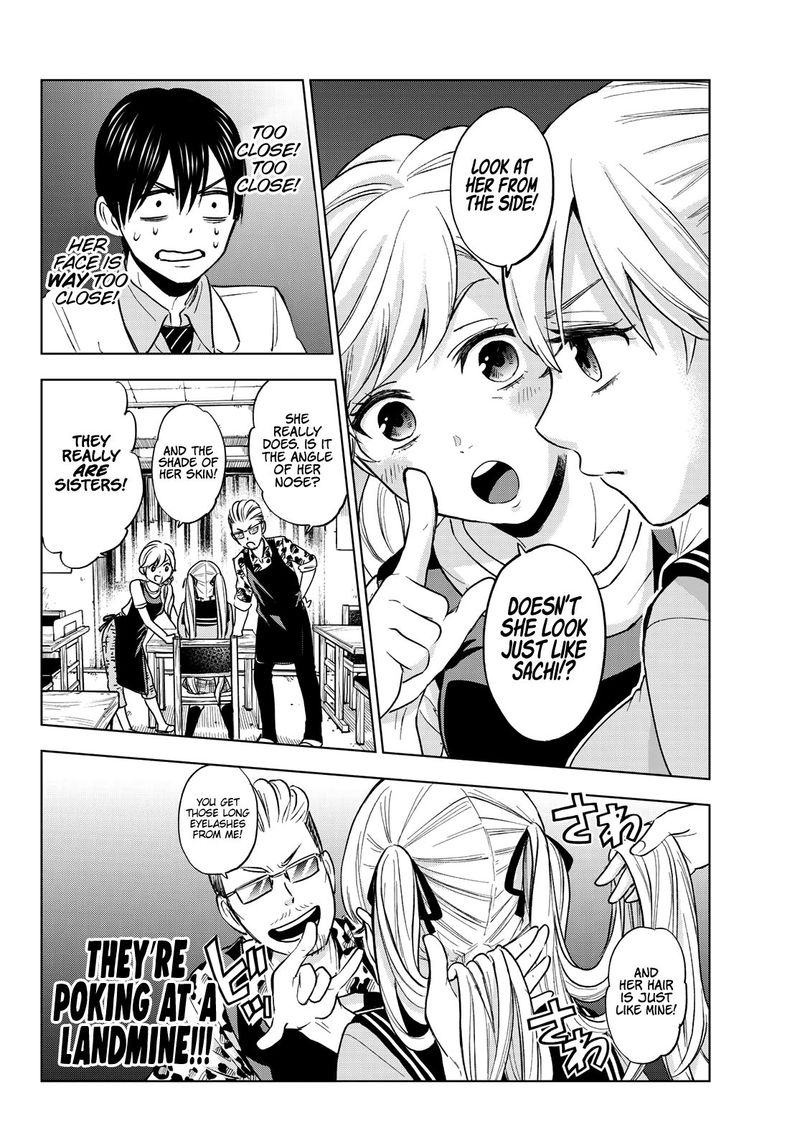 LOOK AT
HER FROM
THE SIDE!
DOESN'T
SHE LOOK
JUST LIKE
SACHI!?
TOO
CLOSE!
TOO
CLOSE!
HER
FACE IS
WAY TOO
CLOSE!
SHE
REALLY
DOES. IS IT
THE ANGLE
OF HER
NOSE?
AND THE
SHADE OF
HER SKIN!
THEY
REALLY
ARE
SISTERS!
さわ
YOU GET
THOSE LONG
EYELASHES
FROM ME!
AND
HER HAIR
IS JUST
LIKE MINE!
さわ
ビッ
THEY'RE
POKING AT A
LANDMINE!!!